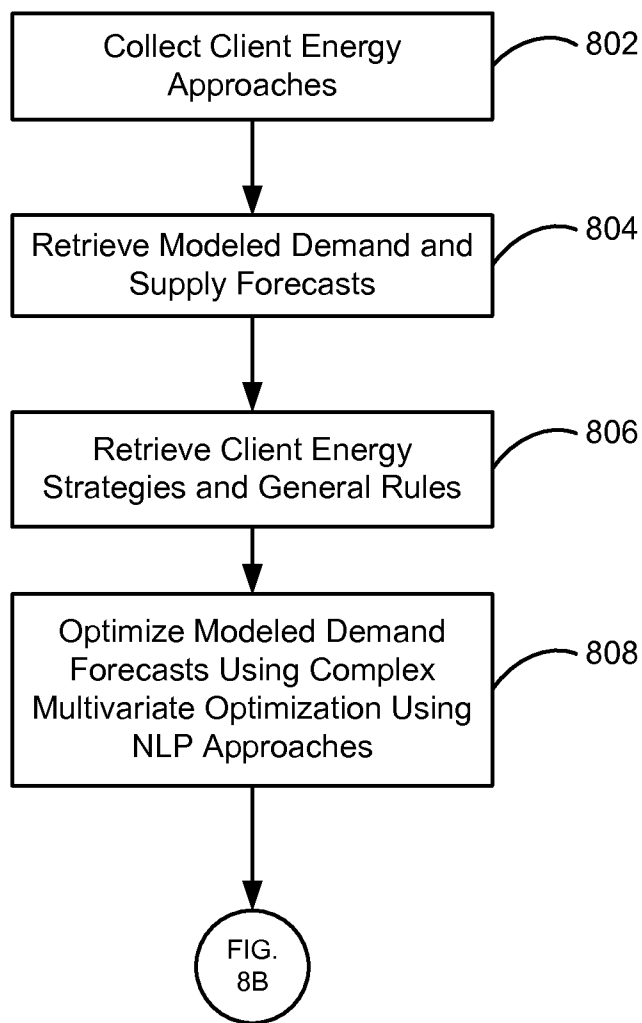 Collect Client Energy
Approaches
802
Retrieve Modeled Demand and
Supply Forecasts
804
Retrieve Client Energy
Strategies and General Rules
806
Optimize Modeled Demand
Forecasts Using Complex
Multivariate Optimization Using
NLP Approaches
808
FIG.
8B